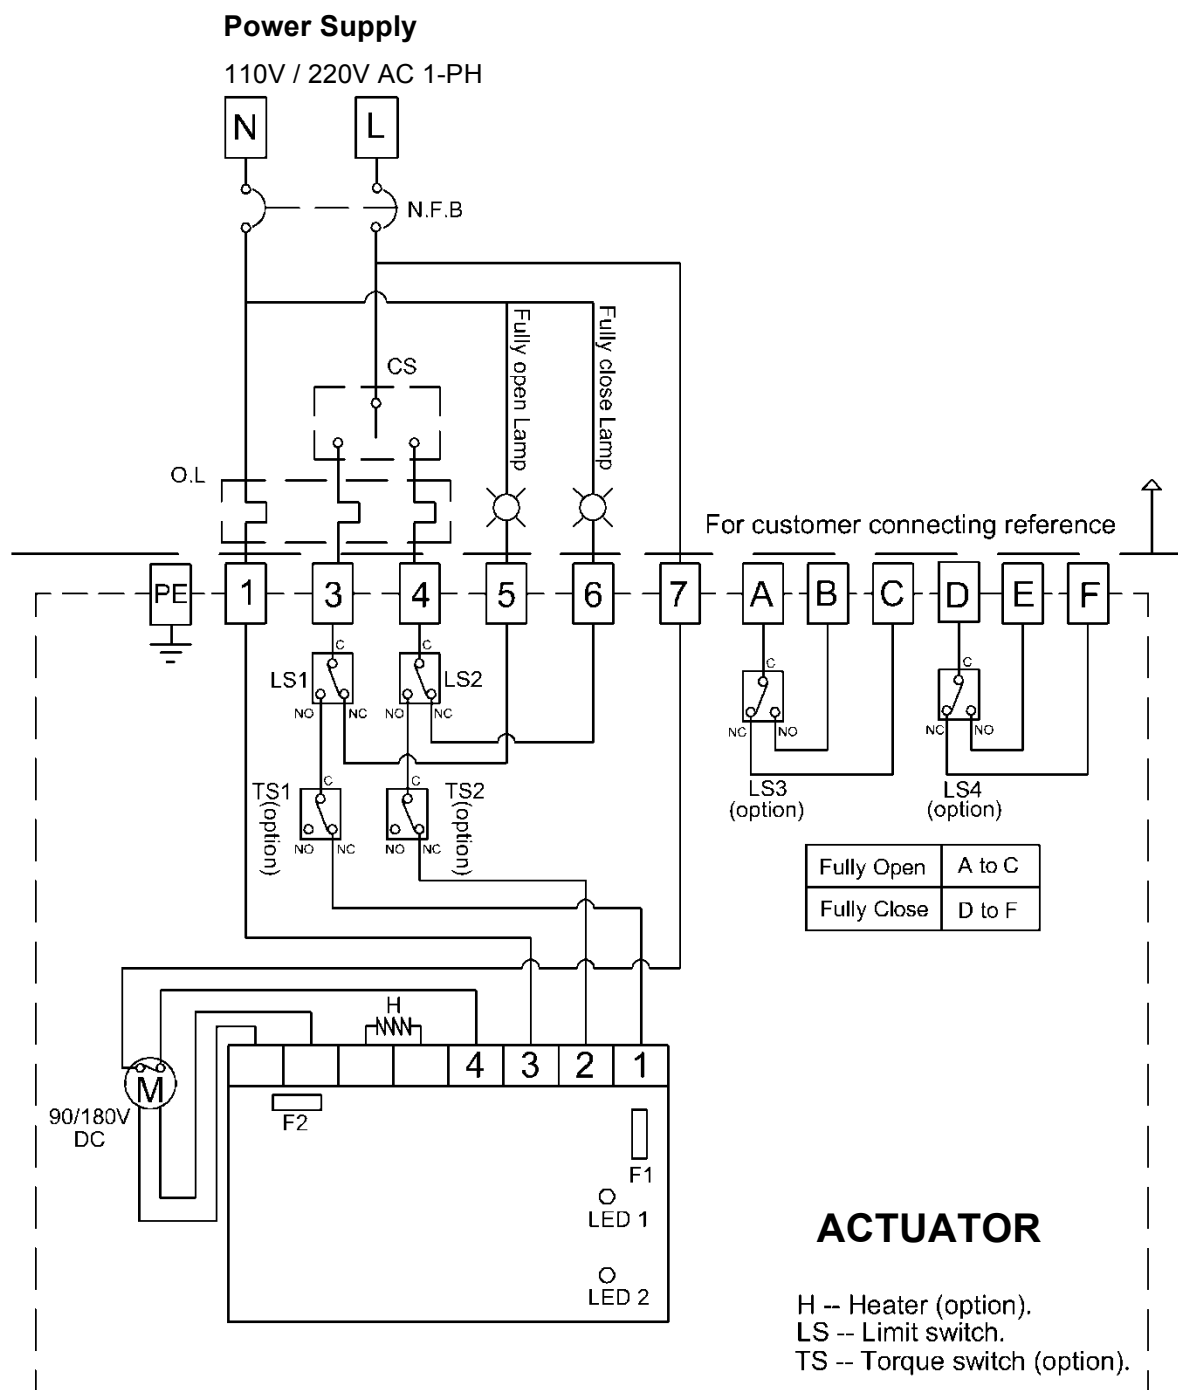 Power Supply
110V / 220V AC 1-PH
N L
N.F.B
Fully open Lamp
Fully close Lamp
CS
O.L
For customer connecting reference
PE 1 3 4 5 6 7 A B C D E F
C C C C
LS1 LS2
NO NC NO NC NC NO NC NO
LS3
(option)
LS4
(option)
C C
TS1
(option)
TS2
(option)
NO NC NO NC
Fully Open A to C
Fully Close D to F
H
4 3 2 1
M
90/180V
DC
F2
F1
LED 1
LED 2
ACTUATOR
H -- Heater (option).
LS -- Limit switch.
TS -- Torque switch (option).